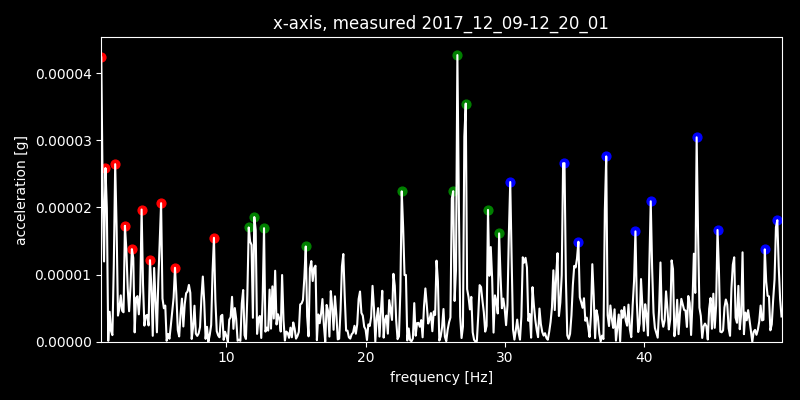 x-axis, measured 2017_12_09-12_20_01
acceleration [g]
0.00004
0.00003
0.00002
0.00001
0.00000
10 20 30 40
frequency [Hz]